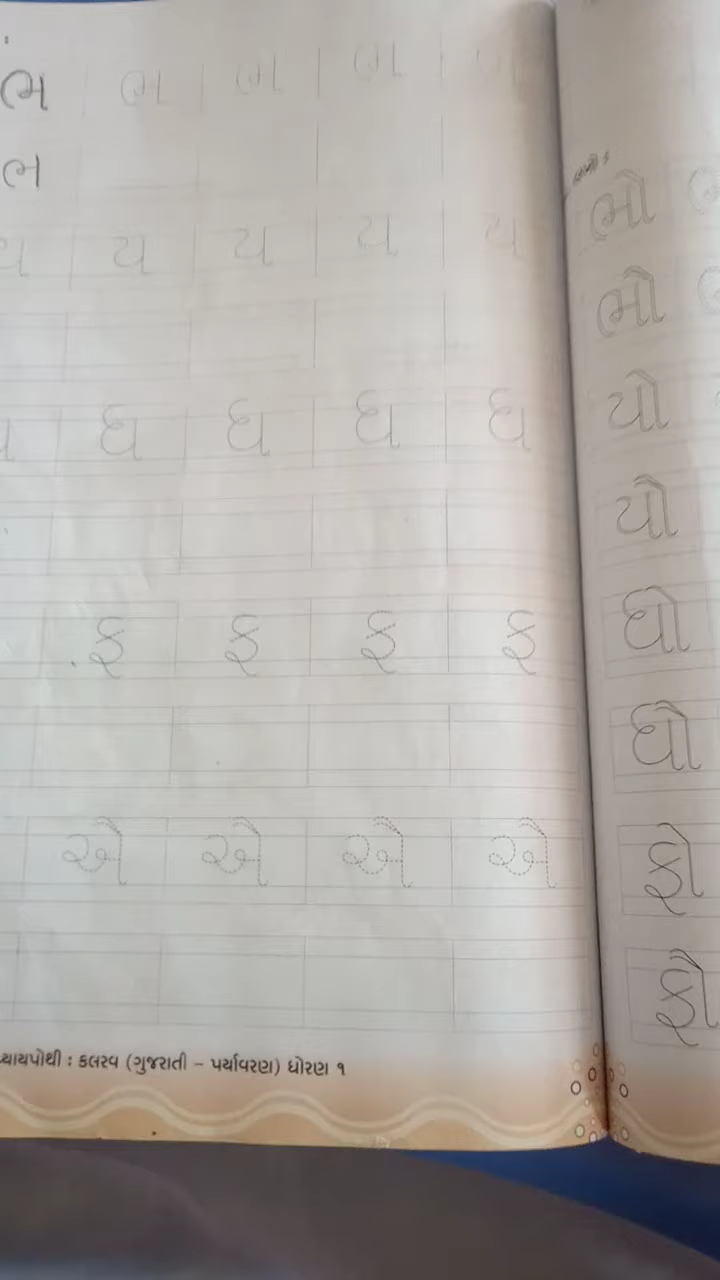 ભ ભ ભ ભ
ભ
ય ય ય ય ય
ઘ ઘ ઘ ઘ
ફ ફ ફ ફ
ઐ ઐ ઐ ઐ
: કલરવ (ગુજરાતી – પર્યાવરણ) ધોરણ ૧
ભો
ભૌ
યો
યૌ
ઘો
ઘૌ
ફો
ફૌ